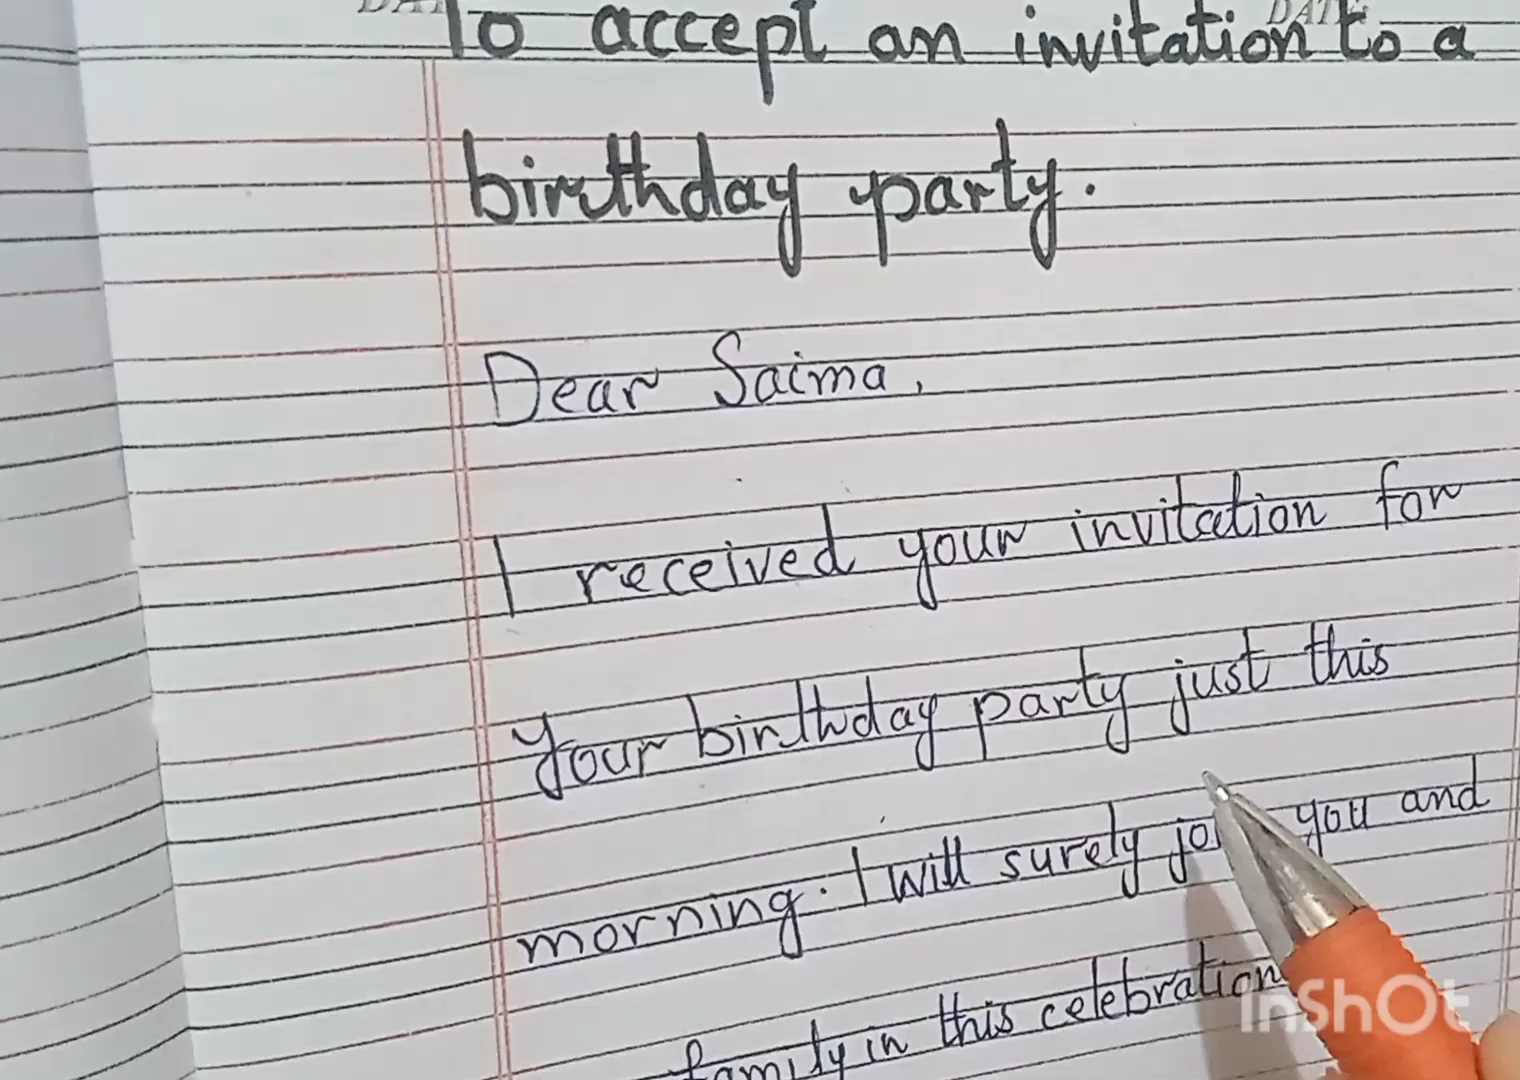 To accept an invitation to a
birthday party.
Dear Saima,
I received your invitation for
your birthday party just this
morning. I will surely you and
family in this celebration
InShOt